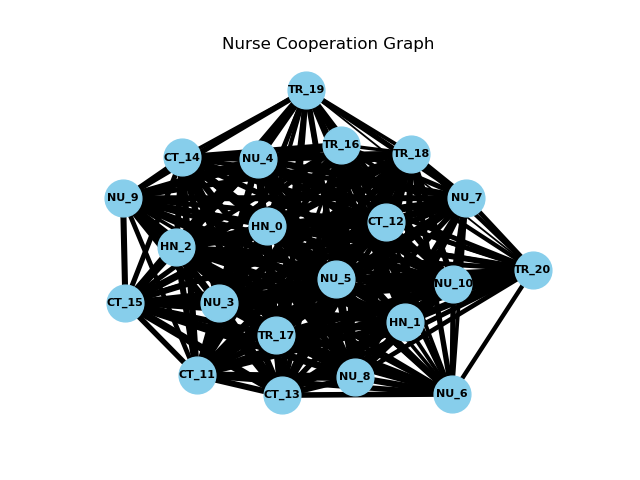 Nurse Cooperation Graph
TR_19
TR_16
CT_14
NU_4
TR_18
NU_9
NU_7
HN_0
CT_12
HN_2
TR_20
NU_5
NU_10
CT_15
NU_3
HN_1
TR_17
CT_11
NU_8
CT_13
NU_6